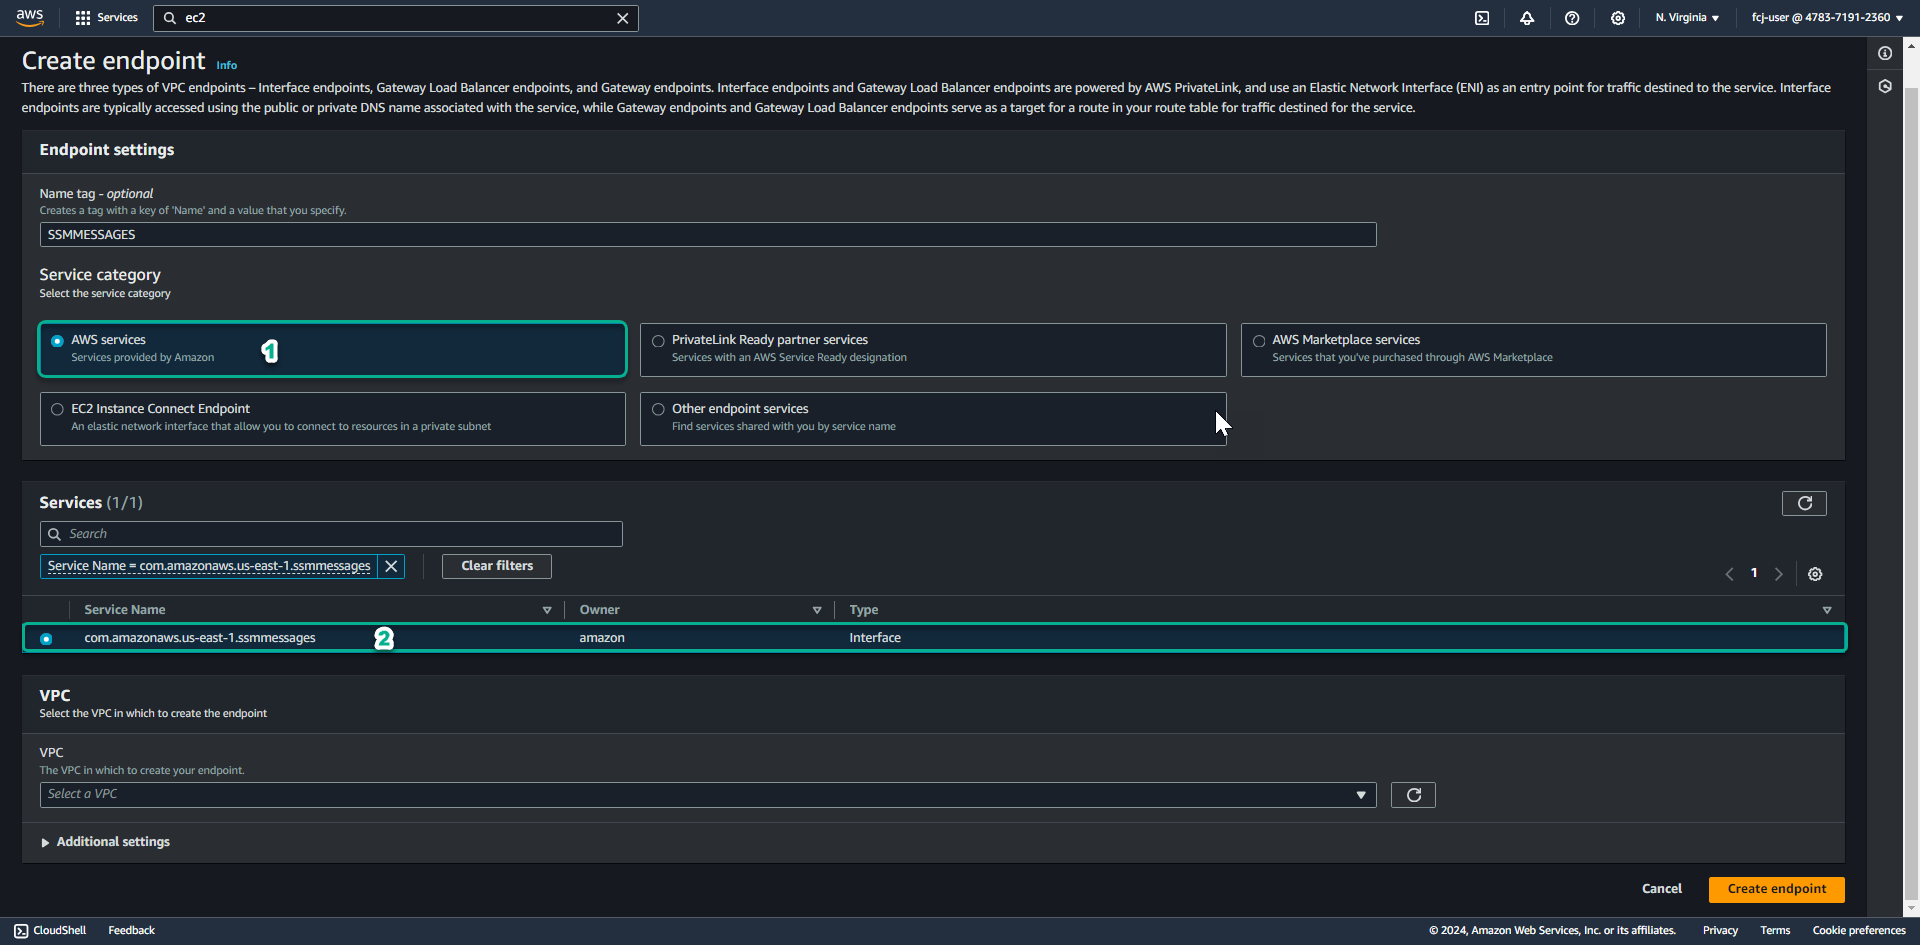 aws Services ec2 N. Virginia fcj-user @ 4783-7191-2360
Create endpoint Info
There are three types of VPC endpoints – Interface endpoints, Gateway Load Balancer endpoints, and Gateway endpoints. Interface endpoints and Gateway Load Balancer endpoints are powered by AWS PrivateLink, and use an Elastic Network Interface (ENI) as an entry point for traffic destined to the service. Interface
endpoints are typically accessed using the public or private DNS name associated with the service, while Gateway endpoints and Gateway Load Balancer endpoints serve as a target for a route in your route table for traffic destined for the service.
Endpoint settings
Name tag - optional
Creates a tag with a key of 'Name' and a value that you specify.
SSMMESSAGES
Service category
Select the service category
AWS services
Services provided by Amazon
1
PrivateLink Ready partner services
Services with an AWS Service Ready designation
AWS Marketplace services
Services that you've purchased through AWS Marketplace
EC2 Instance Connect Endpoint
An elastic network interface that allow you to connect to resources in a private subnet
Other endpoint services
Find services shared with you by service name
Services (1/1)
Search
Service Name = com.amazonaws.us-east-1.ssmmessages Clear filters
1
Service Name Owner Type
com.amazonaws.us-east-1.ssmmessages 2 amazon Interface
VPC
Select the VPC in which to create the endpoint
VPC
The VPC in which to create your endpoint.
Select a VPC
Additional settings
Cancel Create endpoint
CloudShell Feedback © 2024, Amazon Web Services, Inc. or its affiliates. Privacy Terms Cookie preferences